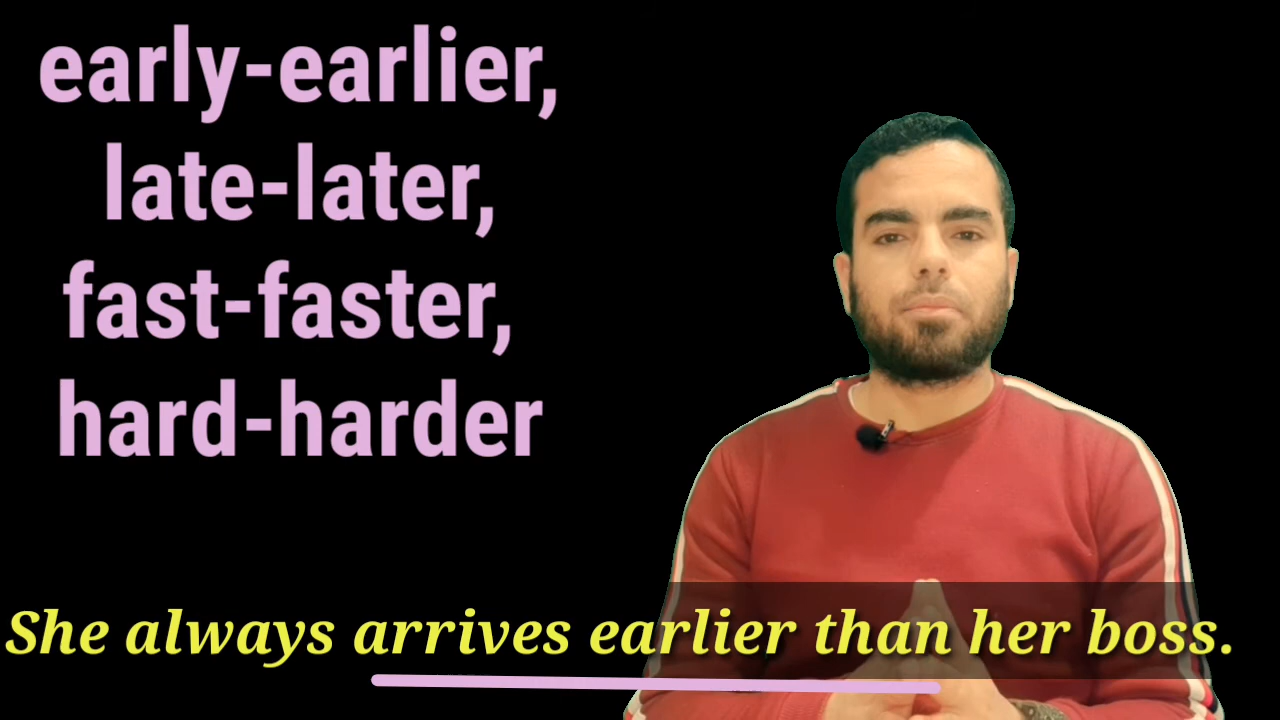 early-earlier,
late-later,
fast-faster,
hard-harder
She always arrives earlier than her boss.